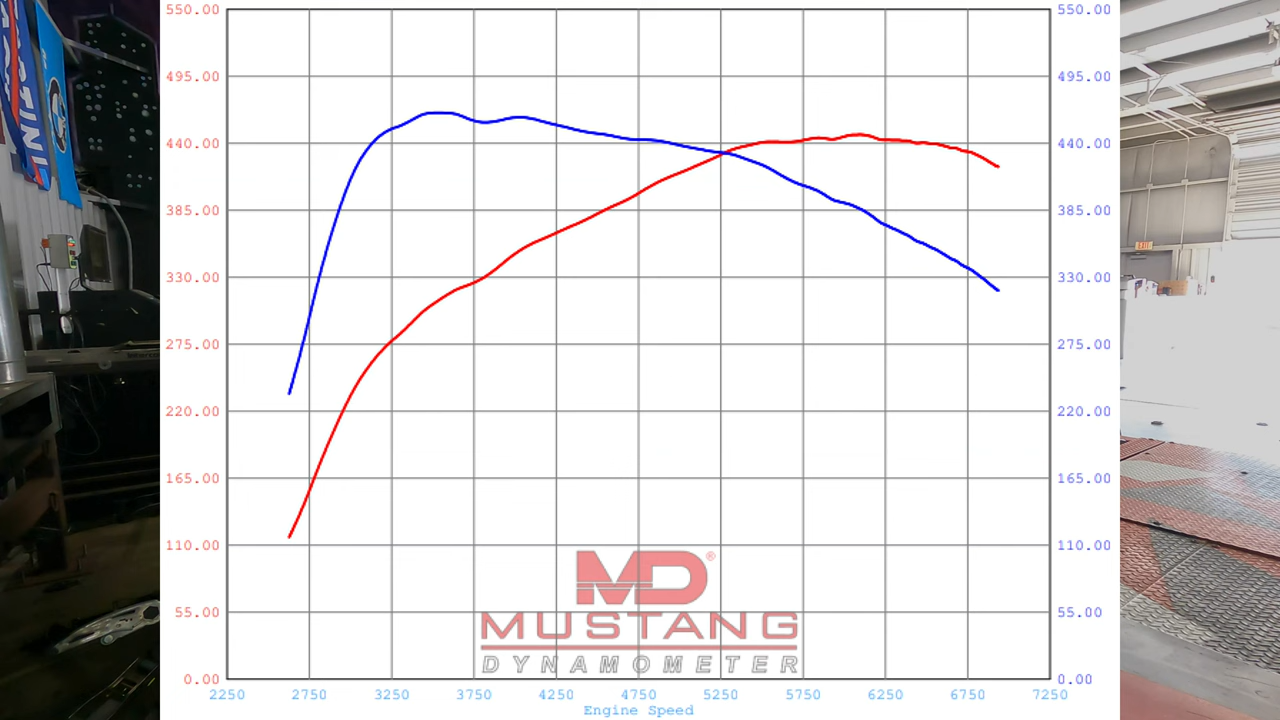 550.00 550.00
495.00 495.00
440.00 440.00
385.00 385.00
330.00 330.00
275.00 275.00
220.00 220.00
165.00 165.00
110.00 110.00
55.00 55.00
0.00 0.00
2250 2750 3250 3750 4250 4750 5250 5750 6250 6750 7250
Engine Speed
MD®
MUSTANG
DYNAMOMETER
EXIT